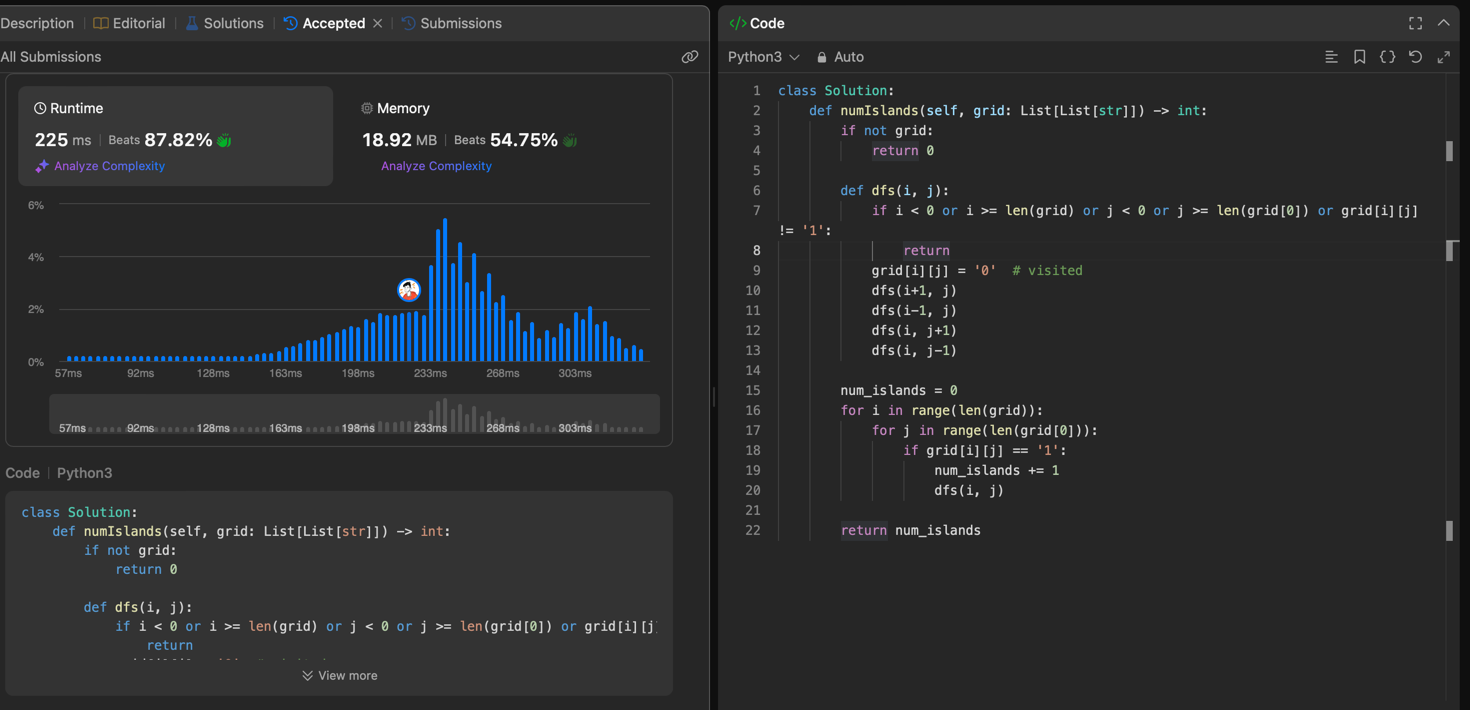 Description
Editorial
Solutions
Accepted
Submissions
All Submissions
Runtime
225 ms | Beats 87.82%
Analyze Complexity
Memory
18.92 MB | Beats 54.75%
Analyze Complexity
6%
4%
2%
0%
57ms 92ms 128ms 163ms 198ms 233ms 268ms 303ms
57ms 92ms 128ms 163ms 198ms 233ms 268ms 303ms
Code | Python3
class Solution:
    def numIslands(self, grid: List[List[str]]) -> int:
        if not grid:
            return 0

        def dfs(i, j):
            if i < 0 or i >= len(grid) or j < 0 or j >= len(grid[0]) or grid[i][j]
                return
View more
</> Code
Python3
Auto
1 class Solution:
2     def numIslands(self, grid: List[List[str]]) -> int:
3         if not grid:
4             return 0
5
6         def dfs(i, j):
7             if i < 0 or i >= len(grid) or j < 0 or j >= len(grid[0]) or grid[i][j]
!= '1':
8                 return
9             grid[i][j] = '0'  # visited
10             dfs(i+1, j)
11             dfs(i-1, j)
12             dfs(i, j+1)
13             dfs(i, j-1)
14
15         num_islands = 0
16         for i in range(len(grid)):
17             for j in range(len(grid[0])):
18                 if grid[i][j] == '1':
19                     num_islands += 1
20                     dfs(i, j)
21
22         return num_islands